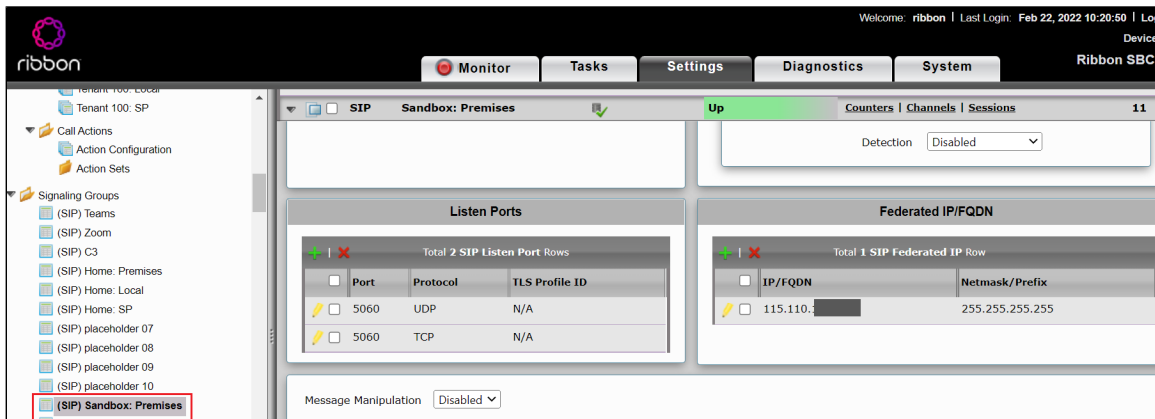 Welcome: ribbon | Last Login: Feb 22, 2022 10:20:50 |
ribbon
Ribbon SBC
Monitor
Tasks
Settings
Diagnostics
System
Tenant 100: Local
Tenant 100: SP
Call Actions
Action Configuration
Action Sets
Signaling Groups
(SIP) Teams
(SIP) Zoom
(SIP) C3
(SIP) Home: Premises
(SIP) Home: Local
(SIP) Home: SP
(SIP) placeholder 07
(SIP) placeholder 08
(SIP) placeholder 09
(SIP) placeholder 10
(SIP) Sandbox: Premises
SIP Sandbox: Premises Up Counters | Channels | Sessions 11
Detection Disabled
Listen Ports
Total 2 SIP Listen Port Rows
Port Protocol TLS Profile ID
5060 UDP N/A
5060 TCP N/A
Federated IP/FQDN
Total 1 SIP Federated IP Row
IP/FQDN Netmask/Prefix
115.110. 255.255.255.255
Message Manipulation Disabled